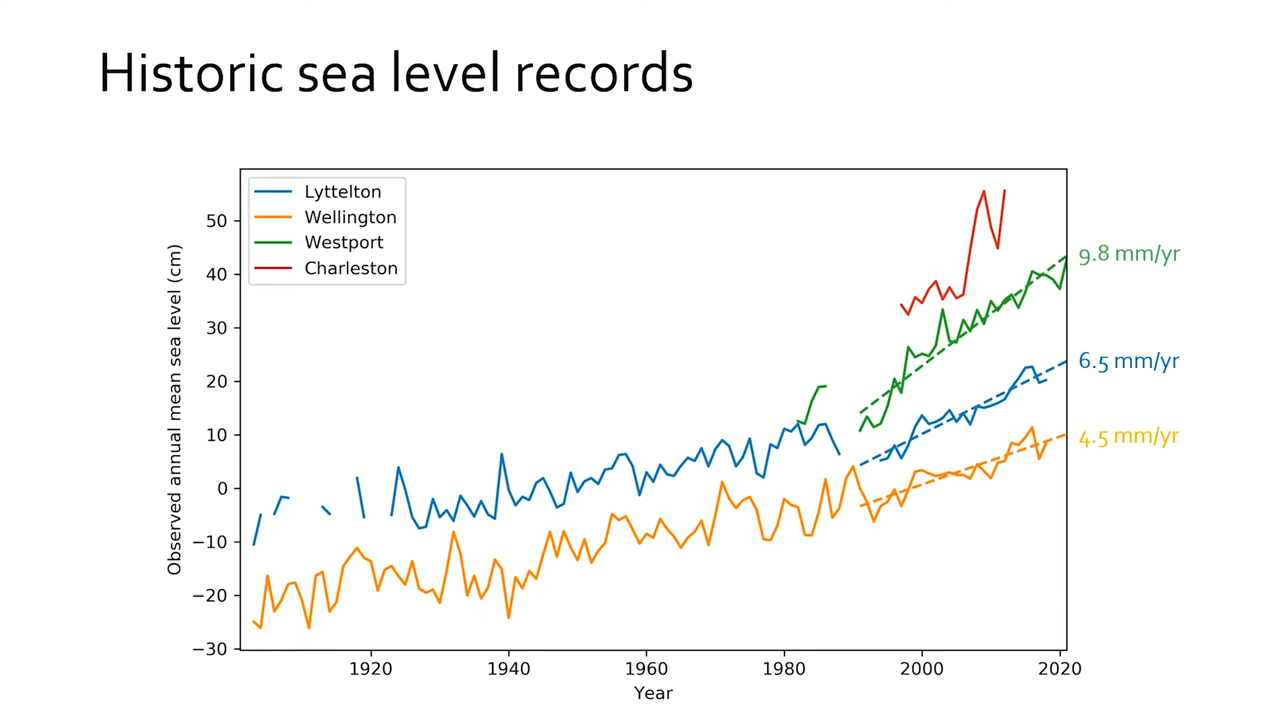 Historic sea level records
Lyttelton
Wellington
Westport
Charleston
Observed annual mean sea level (cm)
50
40
30
20
10
0
−10
−20
−30
9.8 mm/yr
6.5 mm/yr
4.5 mm/yr
1920
1940
1960
1980
2000
2020
Year